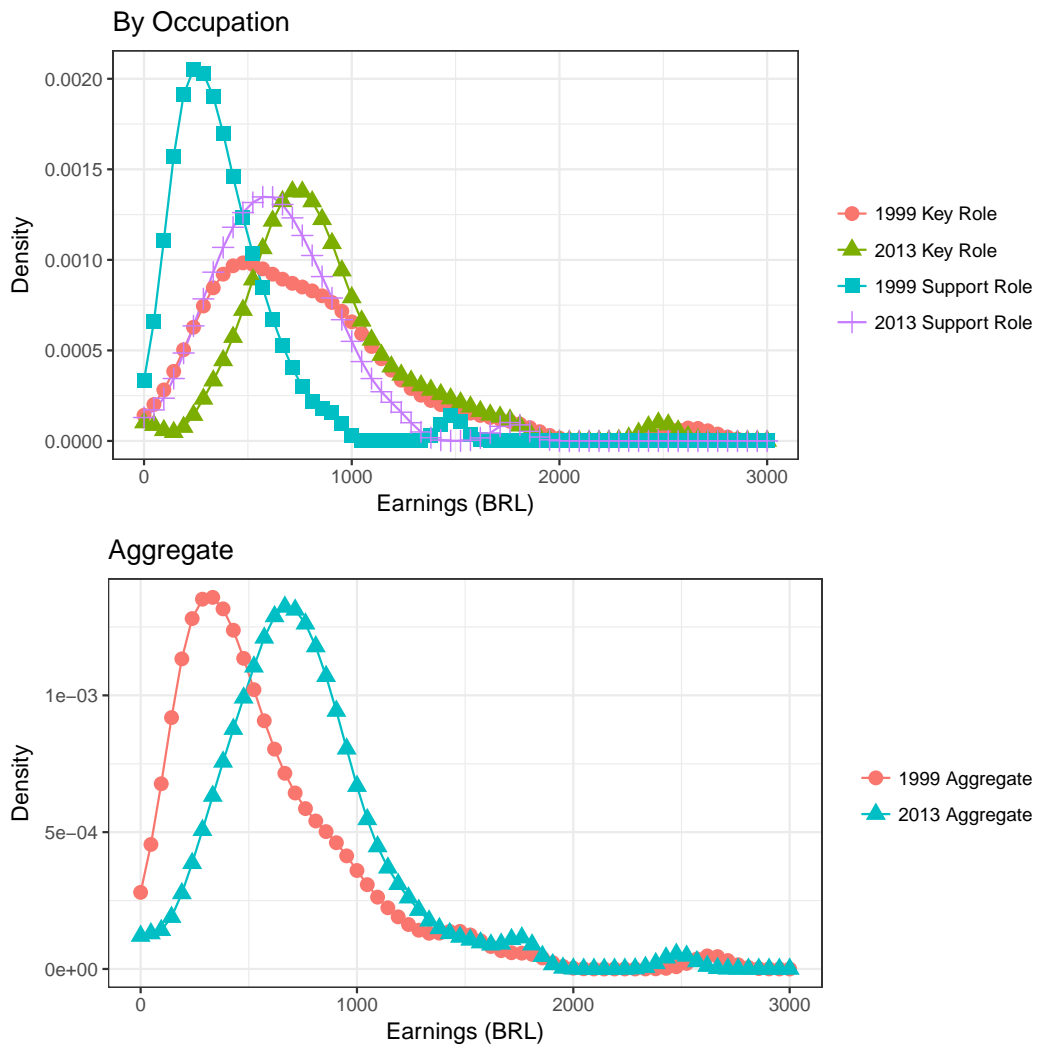 By Occupation
0.0020
0.0015
0.0010
0.0005
0.0000
Density
0 1000 2000 3000
Earnings (BRL)
1999 Key Role
2013 Key Role
1999 Support Role
2013 Support Role
Aggregate
1e−03
5e−04
0e+00
Density
0 1000 2000 3000
Earnings (BRL)
1999 Aggregate
2013 Aggregate